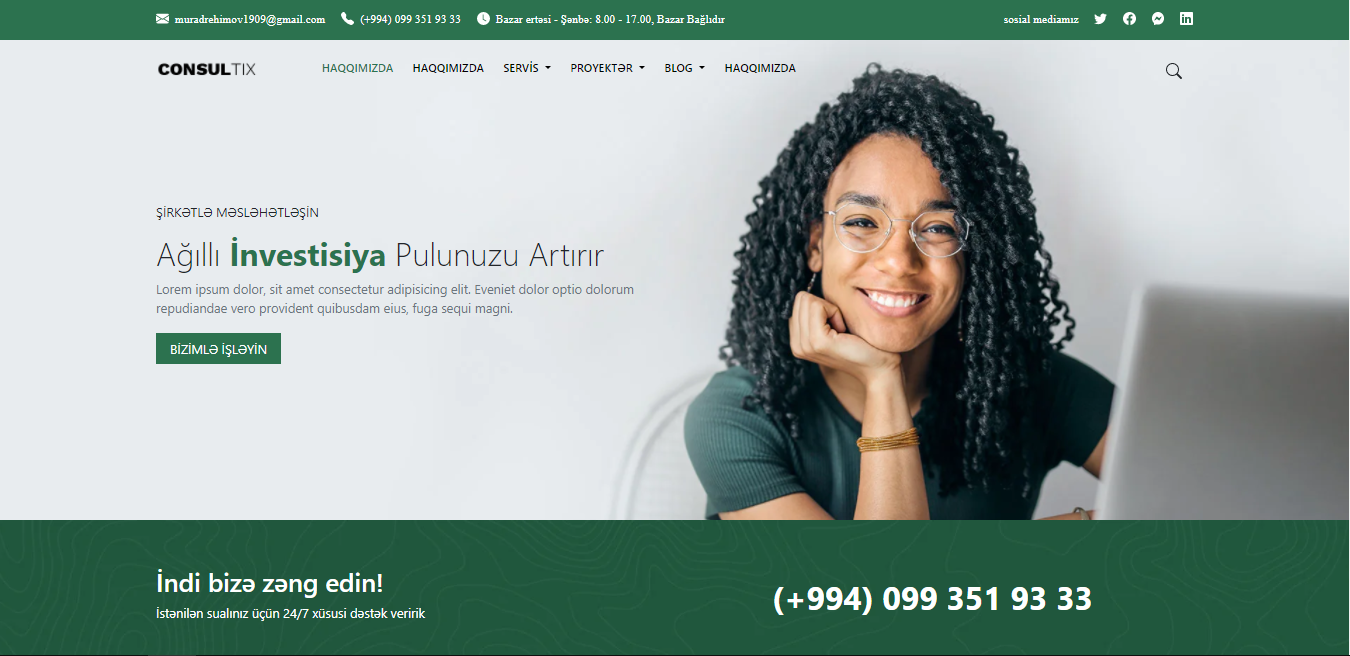 muradrehimov1909@gmail.com (+994) 099 351 93 33 Bazar ertəsi - Şənbə: 8.00 - 17.00, Bazar Bağlıdır sosial mediamız
CONSULTIX HAQQIMIZDA HAQQIMIZDA SERVİS PROYEKTƏR BLOG HAQQIMIZDA
ŞİRKƏTLƏ MƏSLƏHƏTLƏŞİN
Ağıllı İnvestisiya Pulunuzu Artırır
Lorem ipsum dolor, sit amet consectetur adipisicing elit. Eveniet dolor optio dolorum
repudiandae vero provident quibusdam eius, fuga sequi magni.
BİZİMLƏ İŞLƏYİN
İndi bizə zəng edin!
İstənilən sualınız üçün 24/7 xüsusi dəstək veririk
(+994) 099 351 93 33